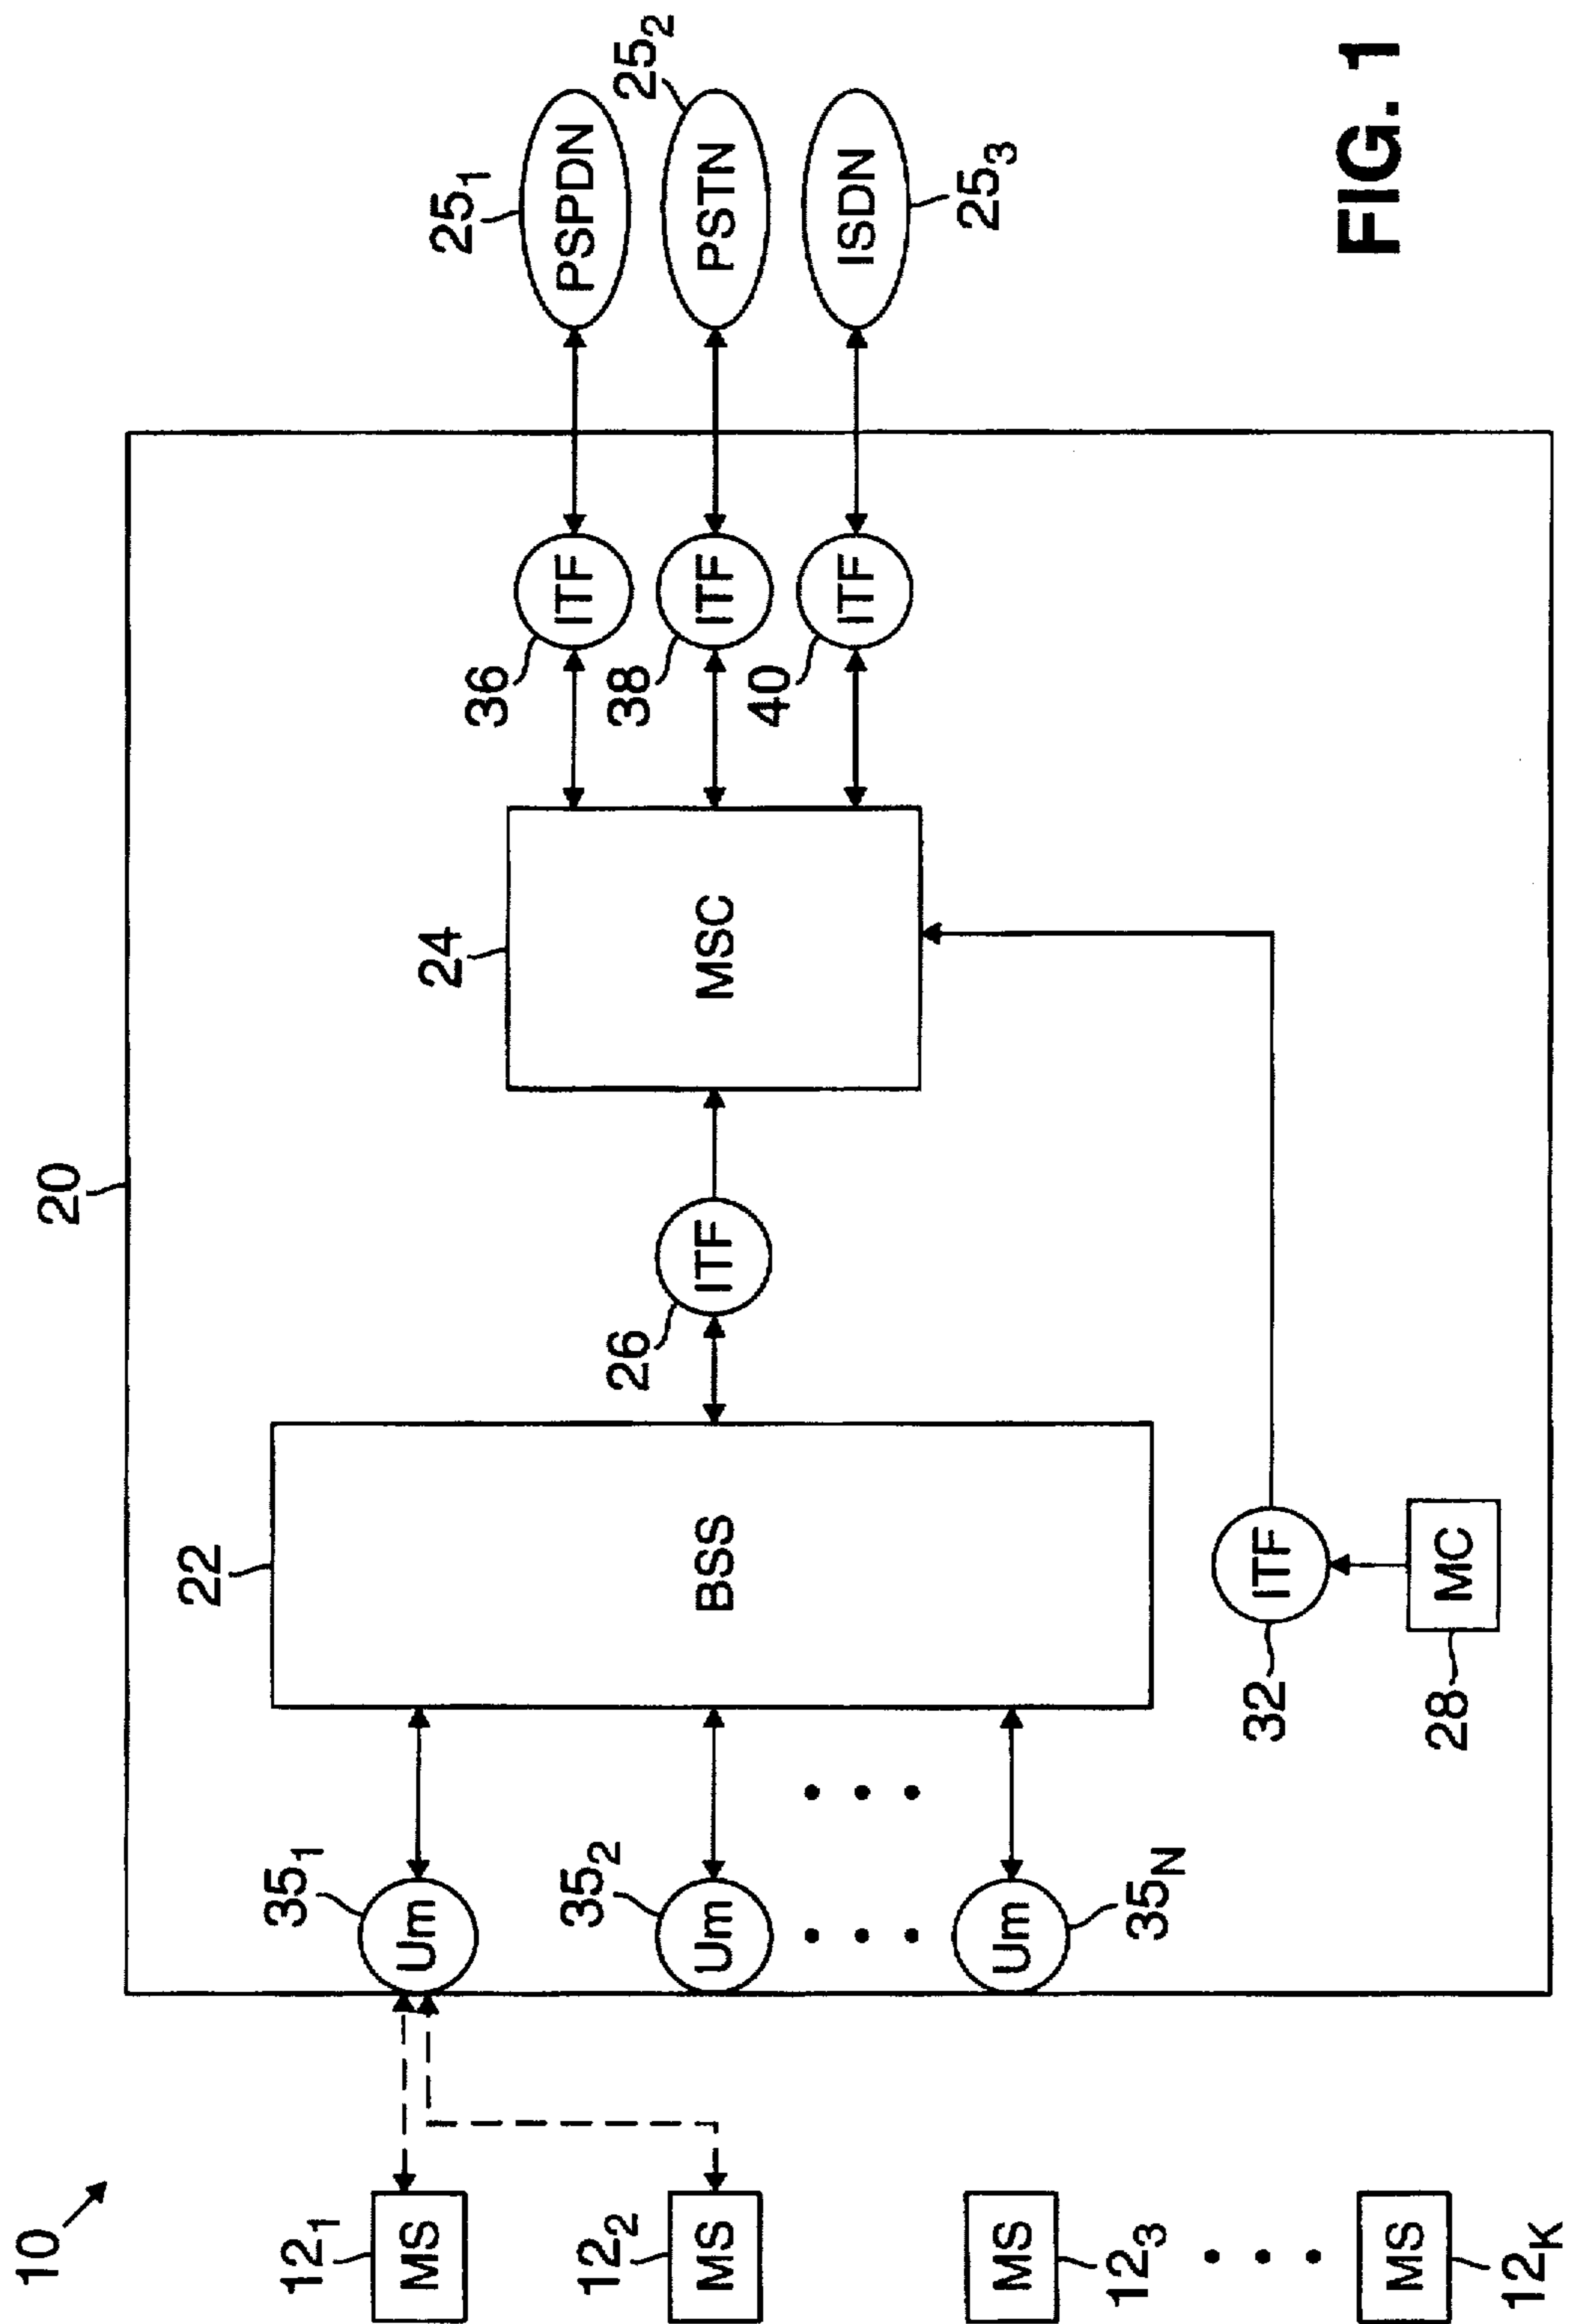 10
20
12₁
MS
12₂
MS
12₃
MS
12K
MS
35₁
Um
35₂
Um
35N
Um
22
BSS
26
ITF
24
MSC
32
ITF
28
MC
36
ITF
38
ITF
40
ITF
25₁
PSPDN
25₂
PSTN
25₃
ISDN
FIG. 1